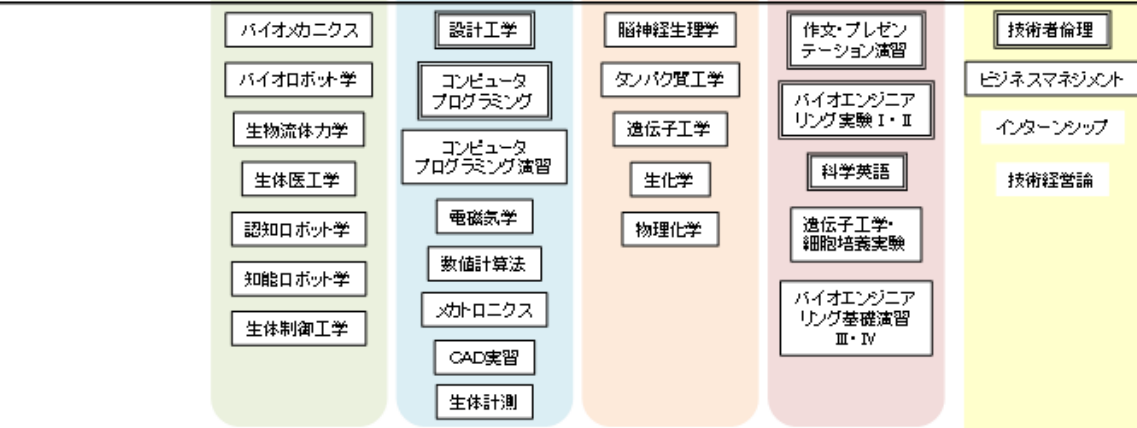 バイオメカニクス
バイオロボット学
生物流体力学
生体医工学
認知ロボット学
知能ロボット学
生体制御工学
設計工学
コンピュータ
プログラミング
コンピュータ
プログラミング演習
電磁気学
数値計算法
メカトロニクス
CAD実習
生体計測
脳神経生理学
タンパク質工学
遺伝子工学
生化学
物理化学
作文・プレゼン
テーション演習
バイオエンジニア
リング実験Ⅰ・Ⅱ
科学英語
遺伝子工学・
細胞培養実験
バイオエンジニア
リング基礎演習
Ⅲ・Ⅳ
技術者倫理
ビジネスマネジメント
インターンシップ
技術経営論